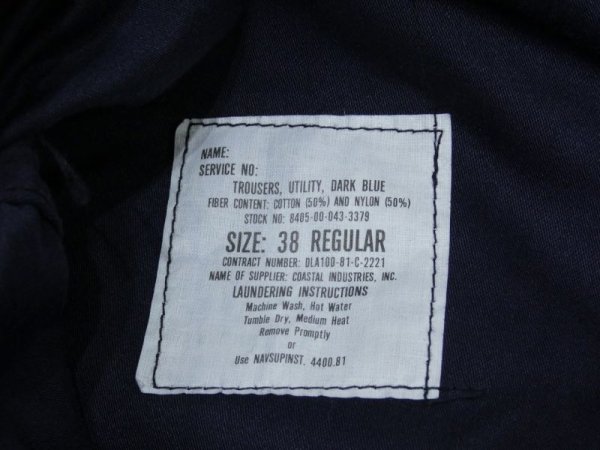 NAME:
SERVICE NO:
TROUSERS, UTILITY, DARK BLUE
FIBER CONTENT: COTTON (50%) AND NYLON (50%)
STOCK NO: 8405-00-043-3379
SIZE: 38 REGULAR
CONTRACT NUMBER: DLA100-81-C-2221
NAME OF SUPPLIER: COASTAL INDUSTRIES, INC.
LAUNDERING INSTRUCTIONS
Machine Wash, Hot Water
Tumble Dry, Medium Heat
Remove Promptly
or
Use NAVSUPINST. 4400.81